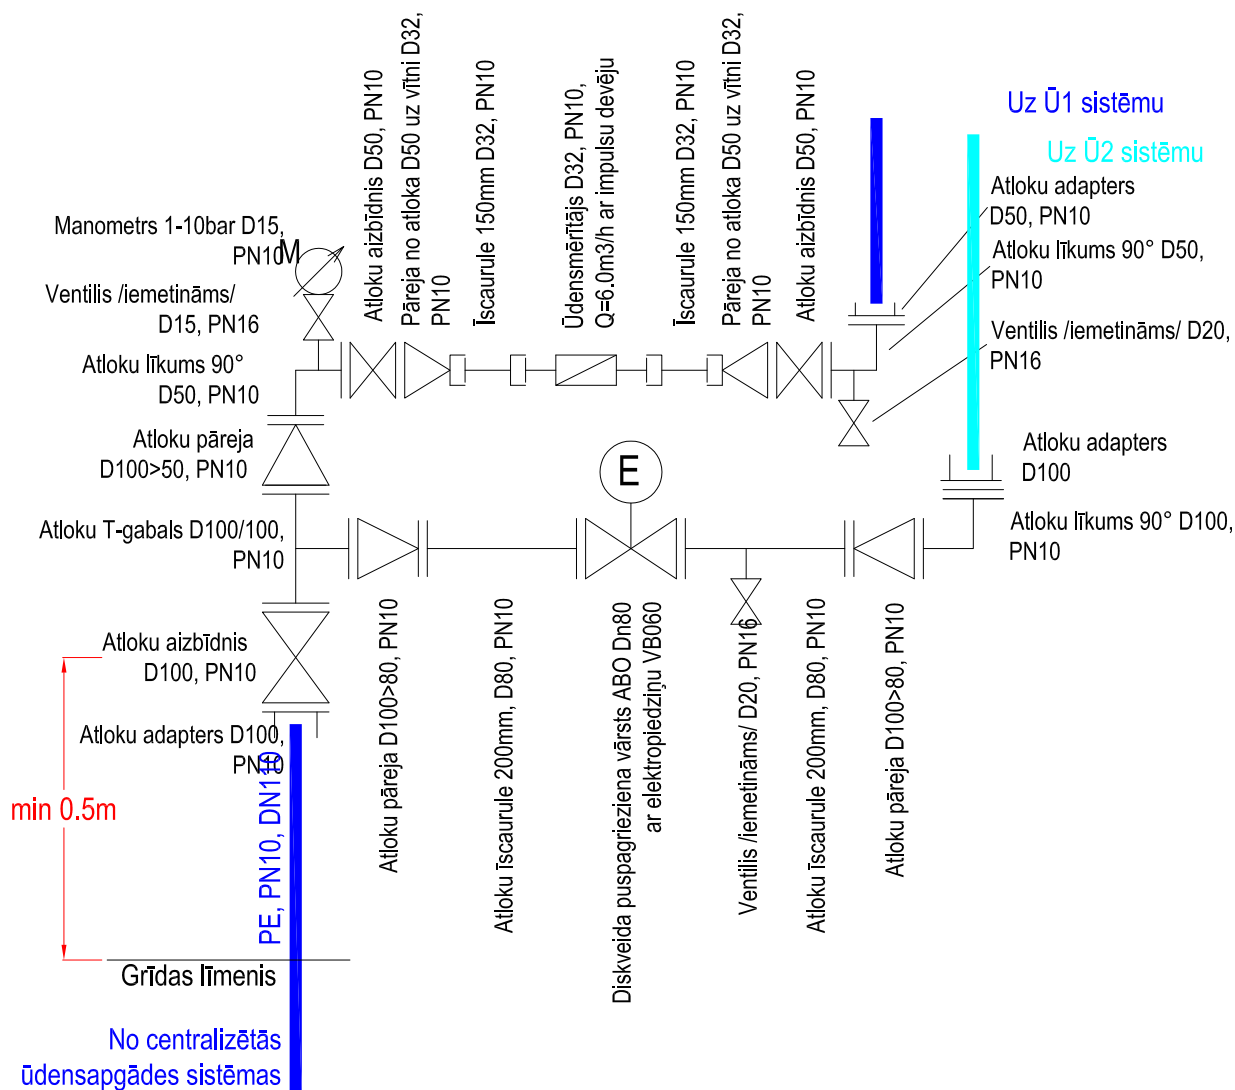 Atloku aizbīdnis D50, PN10
Pāreja no atloka D50 uz vītni D32,
PN10
Īscaurule 150mm D32, PN10
Ūdensmērītājs D32, PN10,
Q=6.0m3/h ar impulsu devēju
Īscaurule 150mm D32, PN10
Pāreja no atloka D50 uz vītni D32,
PN10
Atloku aizbīdnis D50, PN10
Uz Ū1 sistēmu
Uz Ū2 sistēmu
Atloku adapters
D50, PN10
Atloku līkums 90° D50,
PN10
Ventilis /iemetināms/ D20,
PN16
Manometrs 1-10bar D15,
PN10
M
Ventilis /iemetināms/
D15, PN16
Atloku līkums 90°
D50, PN10
Atloku pāreja
D100>50, PN10
E
Atloku adapters
D100
Atloku T-gabals D100/100,
PN10
Atloku līkums 90° D100,
PN10
Atloku aizbīdnis
D100, PN10
Atloku adapters D100,
PN10
min 0.5m
PE, PN10, DN110
Atloku pāreja D100>80, PN10
Atloku īscaurule 200mm, D80, PN10
Diskveida puspagrieziena vārsts ABO Dn80
ar elektropiedziņu VB060
Ventilis /iemetināms/ D20, PN16
Atloku īscaurule 200mm, D80, PN10
Atloku pāreja D100>80, PN10
Grīdas līmenis
No centralizētās
ūdensapgādes sistēmas